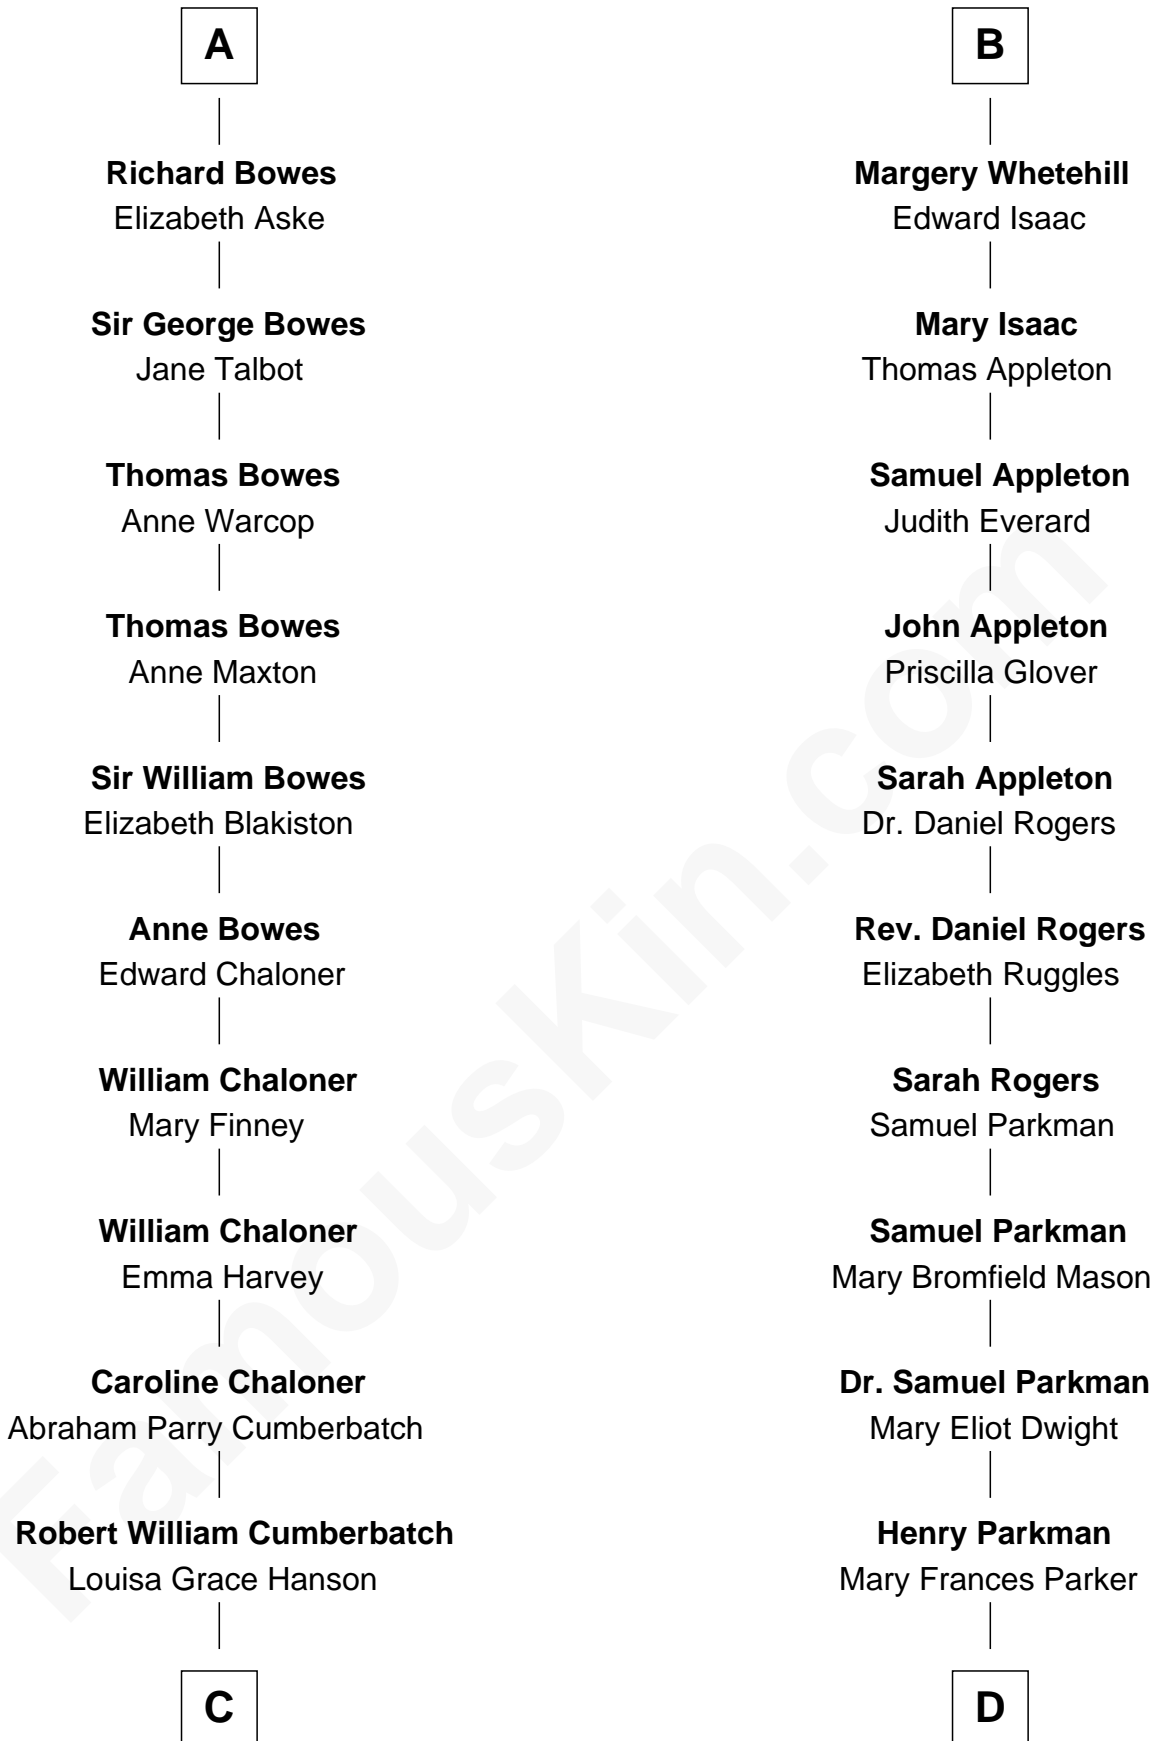 A
Richard Bowes
Elizabeth Aske
Sir George Bowes
Jane Talbot
Thomas Bowes
Anne Warcop
Thomas Bowes
Anne Maxton
Sir William Bowes
Elizabeth Blakiston
Anne Bowes
Edward Chaloner
William Chaloner
Mary Finney
William Chaloner
Emma Harvey
Caroline Chaloner
Abraham Parry Cumberbatch
Robert William Cumberbatch
Louisa Grace Hanson
C
B
Margery Whetehill
Edward Isaac
Mary Isaac
Thomas Appleton
Samuel Appleton
Judith Everard
John Appleton
Priscilla Glover
Sarah Appleton
Dr. Daniel Rogers
Rev. Daniel Rogers
Elizabeth Ruggles
Sarah Rogers
Samuel Parkman
Samuel Parkman
Mary Bromfield Mason
Dr. Samuel Parkman
Mary Eliot Dwight
Henry Parkman
Mary Frances Parker
D
FamousKin.com